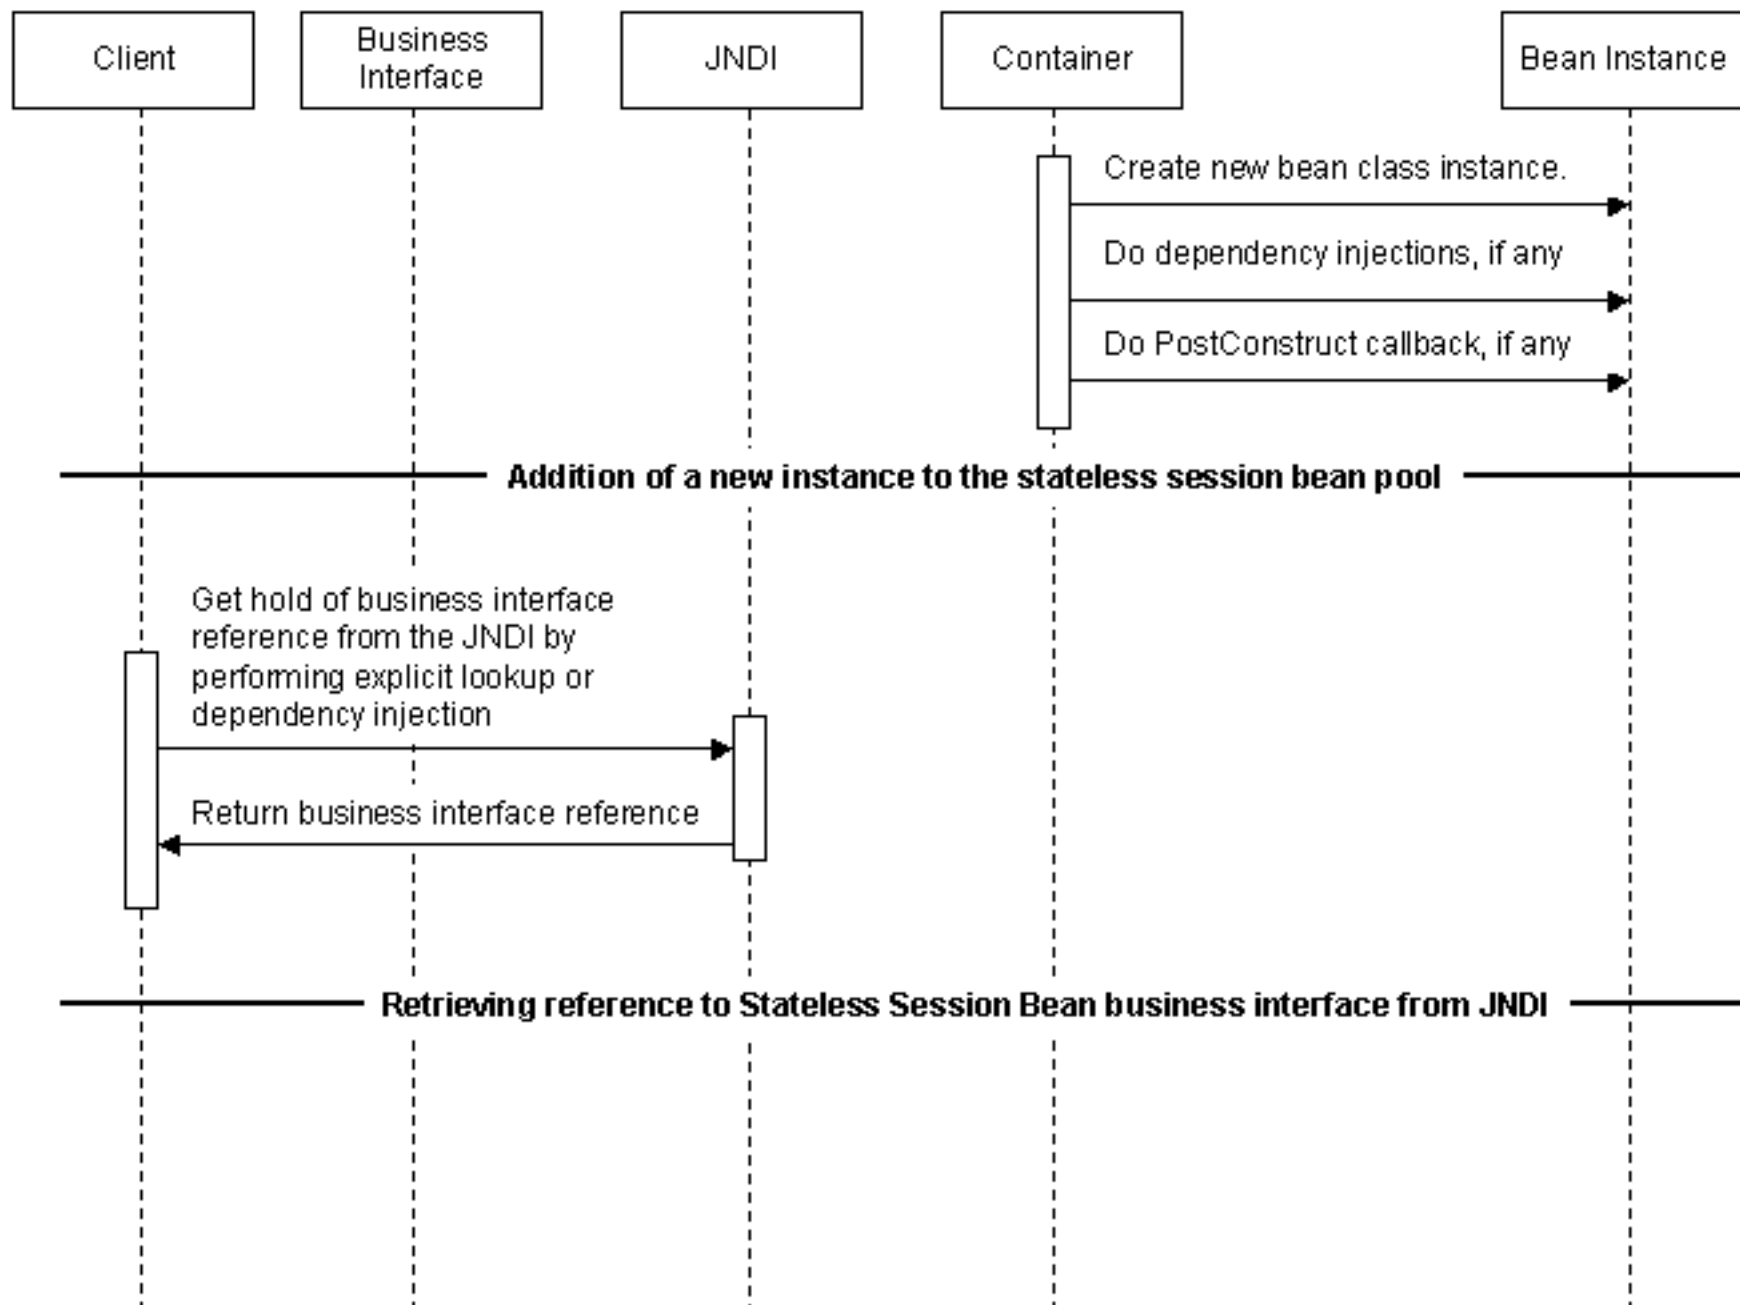 Client
Business
Interface
JNDI
Container
Bean Instance
Create new bean class instance.
Do dependency injections, if any
Do PostConstruct callback, if any
Addition of a new instance to the stateless session bean pool
Get hold of business interface
reference from the JNDI by
performing explicit lookup or
dependency injection
Return business interface reference
Retrieving reference to Stateless Session Bean business interface from JNDI